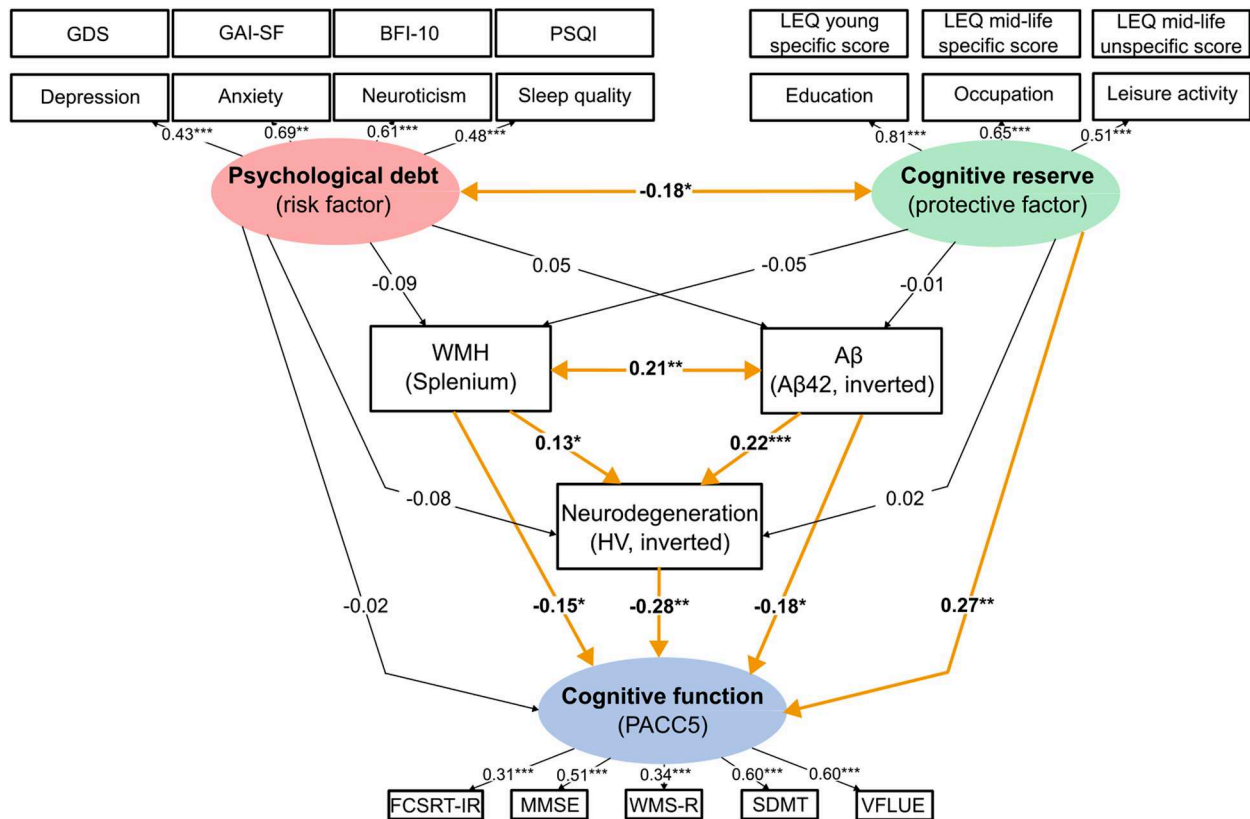 GDS
GAI-SF
BFI-10
PSQI
LEQ young
specific score
LEQ mid-life
specific score
LEQ mid-life
unspecific score
Depression
Anxiety
Neuroticism
Sleep quality
Education
Occupation
Leisure activity
0.43***
0.69**
0.61***
0.48***
0.81***
0.65***
0.51***
Psychological debt
(risk factor)
-0.18*
Cognitive reserve
(protective factor)
-0.09
0.05
-0.05
-0.01
WMH
(Splenium)
0.21**
Aβ
(Aβ42, inverted)
0.13*
0.22***
-0.08
Neurodegeneration
(HV, inverted)
0.02
-0.02
-0.15*
-0.28**
-0.18*
0.27**
Cognitive function
(PACC5)
0.31***
0.51***
0.34***
0.60***
0.60***
FCSRT-IR
MMSE
WMS-R
SDMT
VFLUE